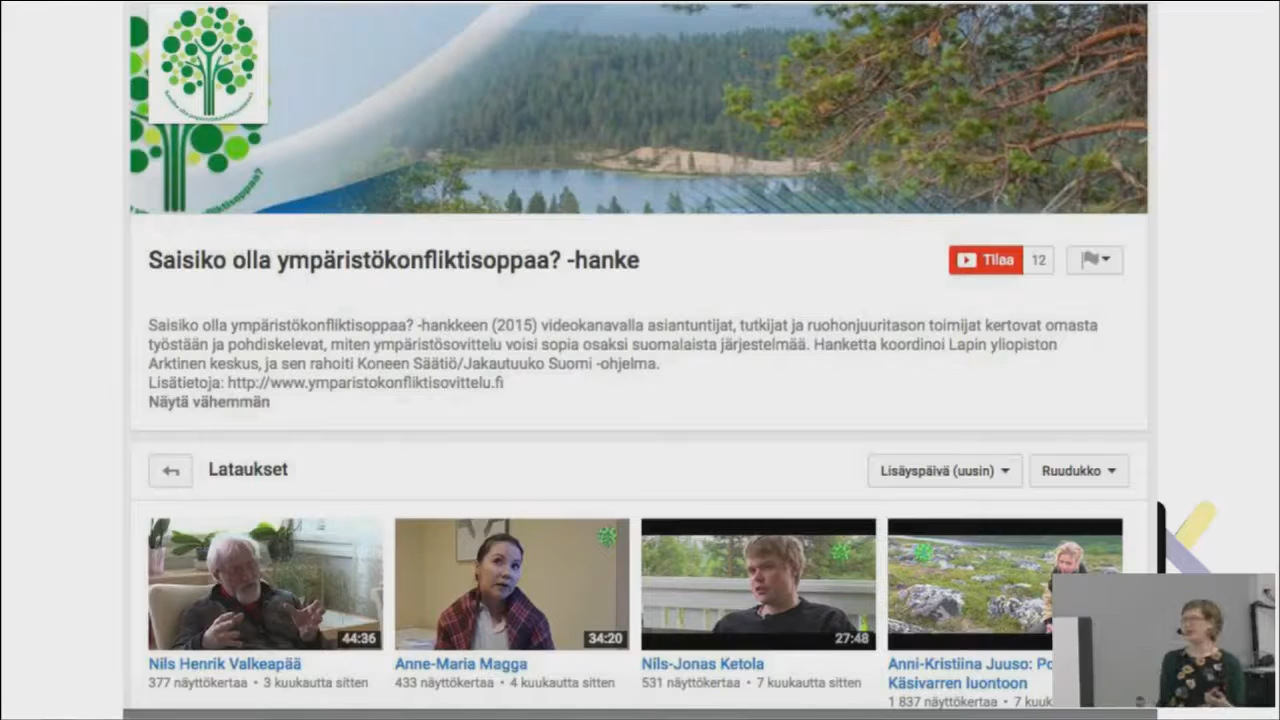 Saisiko olla ympäristökonfliktisoppaa? -hanke
Tilaa 12
Saisiko olla ympäristökonfliktisoppaa? -hankkeen (2015) videokanavalla asiantuntijat, tutkijat ja ruohonjuuritason toimijat kertovat omasta
työstään ja pohdiskelevat, miten ympäristösovittelu voisi sopia osaksi suomalaista järjestelmää. Hanketta koordinoi Lapin yliopiston
Arktinen keskus, ja sen rahoitti Koneen Säätiö/Jakautuuko Suomi -ohjelma.
Lisätietoja: http://www.ymparistokonfliktisovittelu.fi
Näytä vähemmän
Lataukset
Lisäyspäivä (uusin)
Ruudukko
44:36
34:20
27:48
Nils Henrik Valkeapää
377 näyttökertaa • 3 kuukautta sitten
Anne-Maria Magga
433 näyttökertaa • 4 kuukautta sitten
Nils-Jonas Ketola
531 näyttökertaa • 7 kuukautta sitten
Anni-Kristiina Juuso:
Käsivarren luontoon
1 837 näyttökertaa • 7